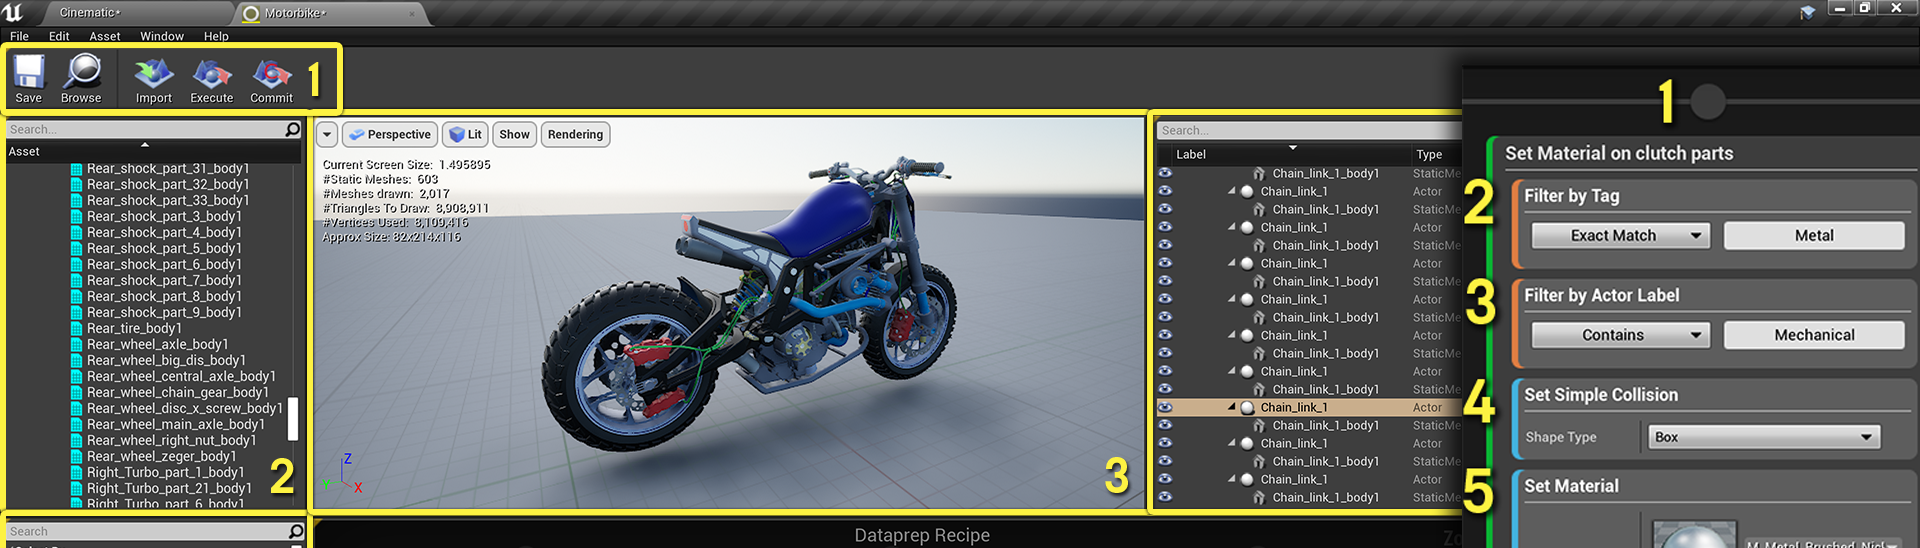 Cinematic*
Motorbike*
File Edit Asset Window Help
Save Browse Import Execute Commit
1
Search...
Asset
Rear_shock_part_31_body1
Rear_shock_part_32_body1
Rear_shock_part_33_body1
Rear_shock_part_3_body1
Rear_shock_part_4_body1
Rear_shock_part_5_body1
Rear_shock_part_6_body1
Rear_shock_part_7_body1
Rear_shock_part_8_body1
Rear_shock_part_9_body1
Rear_tire_body1
Rear_wheel_axle_body1
Rear_wheel_big_dis_body1
Rear_wheel_central_axle_body1
Rear_wheel_chain_gear_body1
Rear_wheel_disc_x_screw_body1
Rear_wheel_main_axle_body1
Rear_wheel_right_nut_body1
Rear_wheel_zeger_body1
Right_Turbo_part_1_body1
Right_Turbo_part_21_body1
Right_Turbo_part_6_body1
2
Search
Perspective Lit Show Rendering
Current Screen Size: 1.495895
#Static Meshes: 603
#Meshes drawn: 2,017
#Triangles To Draw: 8,908,911
#Vertices Used: 8,109,416
Approx Size: 82x214x116
Z
Y
X
3
Dataprep Recipe
Zo
Search...
Label Type
Chain_link_1_body1 StaticMe
Chain_link_1 Actor
Chain_link_1_body1 StaticMe
Chain_link_1 Actor
Chain_link_1_body1 StaticMe
Chain_link_1 Actor
Chain_link_1_body1 StaticMe
Chain_link_1 Actor
Chain_link_1_body1 StaticMe
Chain_link_1 Actor
Chain_link_1_body1 StaticMe
Chain_link_1 Actor
Chain_link_1_body1 StaticMe
Chain_link_1 Actor
Chain_link_1_body1 StaticMe
Chain_link_1 Actor
Chain_link_1_body1 StaticMe
Chain_link_1 Actor
Chain_link_1_body1 StaticMe
1
Set Material on clutch parts
2
Filter by Tag
Exact Match Metal
3
Filter by Actor Label
Contains Mechanical
4
Set Simple Collision
Shape Type Box
5
Set Material
M_Metal_Brushed_Nick